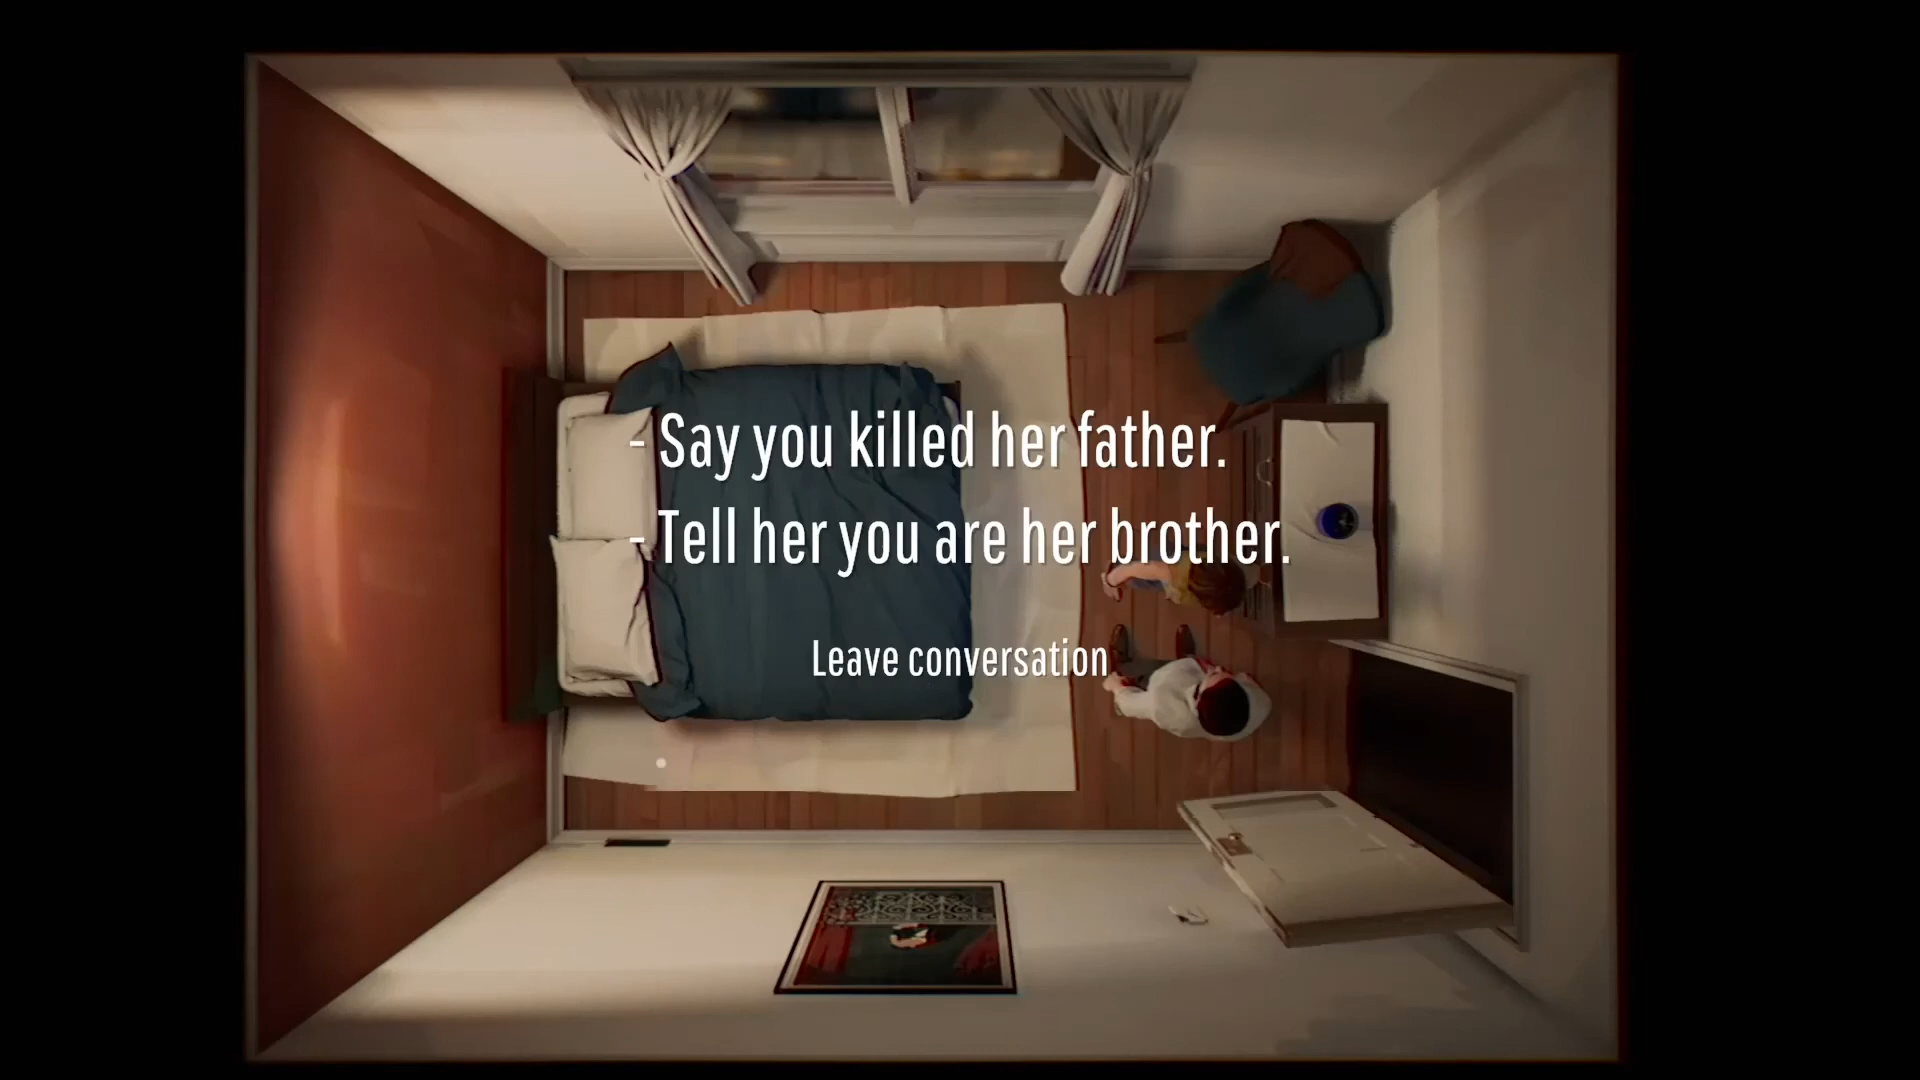 - Say you killed her father.
- Tell her you are her brother.
Leave conversation